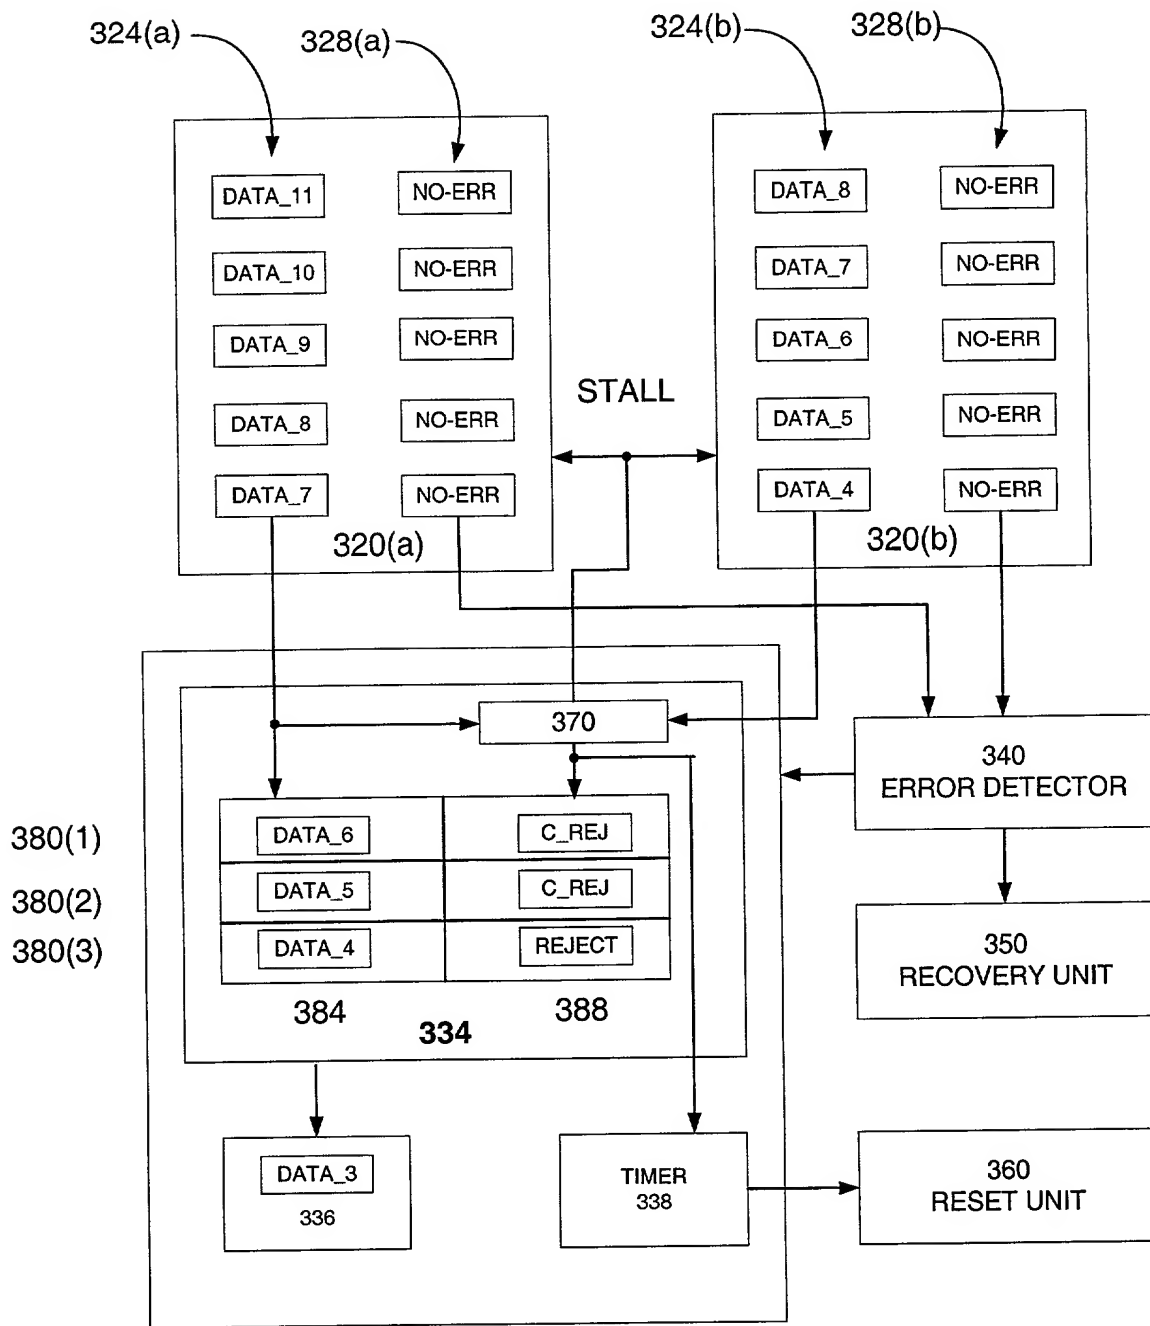 324(a)
328(a)
324(b)
328(b)
DATA_11
NO-ERR
DATA_8
NO-ERR
DATA_10
NO-ERR
DATA_7
NO-ERR
DATA_9
NO-ERR
DATA_6
NO-ERR
STALL
DATA_8
NO-ERR
DATA_5
NO-ERR
DATA_7
NO-ERR
DATA_4
NO-ERR
320(a)
320(b)
370
340
ERROR DETECTOR
380(1)
DATA_6
C_REJ
380(2)
DATA_5
C_REJ
380(3)
DATA_4
REJECT
350
RECOVERY UNIT
384
388
334
DATA_3
336
TIMER
338
360
RESET UNIT